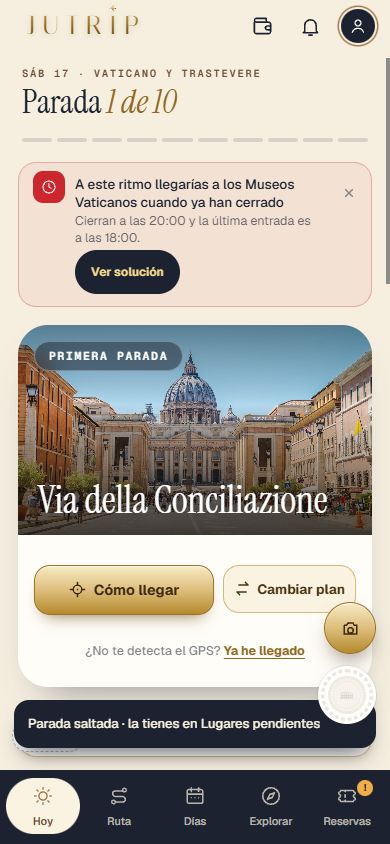 JUTRIP
SÁB 17 · VATICANO Y TRASTEVERE
Parada 1 de 10
A este ritmo llegarías a los Museos
Vaticanos cuando ya han cerrado
Cierran a las 20:00 y la última entrada es
a las 18:00.
Ver solución
PRIMERA PARADA
Via della Conciliazione
Cómo llegar
Cambiar plan
¿No te detecta el GPS? Ya he llegado
Parada saltada · la tienes en Lugares pendientes
!
Hoy
Ruta
Días
Explorar
Reservas